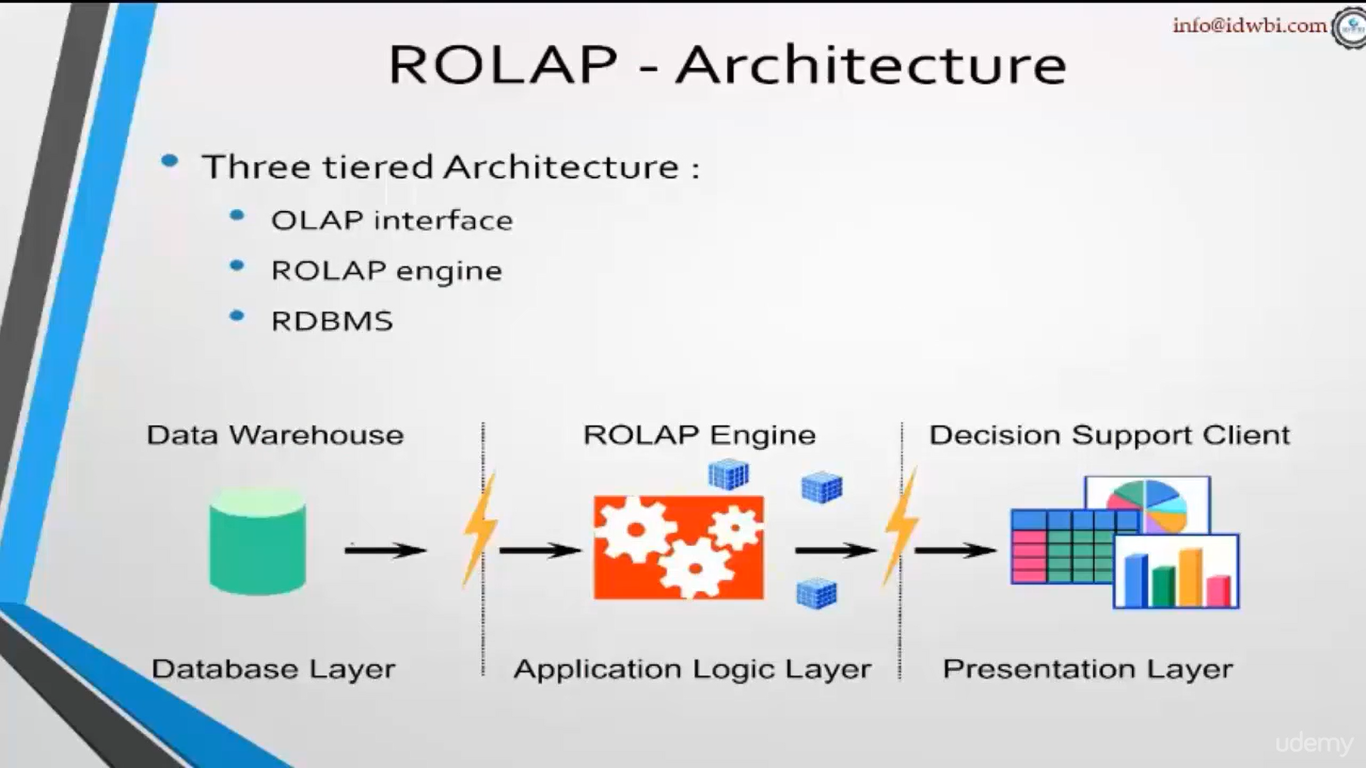 info@idwbi.com
ROLAP - Architecture
Three tiered Architecture :
OLAP interface
ROLAP engine
RDBMS
Data Warehouse
ROLAP Engine
Decision Support Client
Database Layer
Application Logic Layer
Presentation Layer
udemy